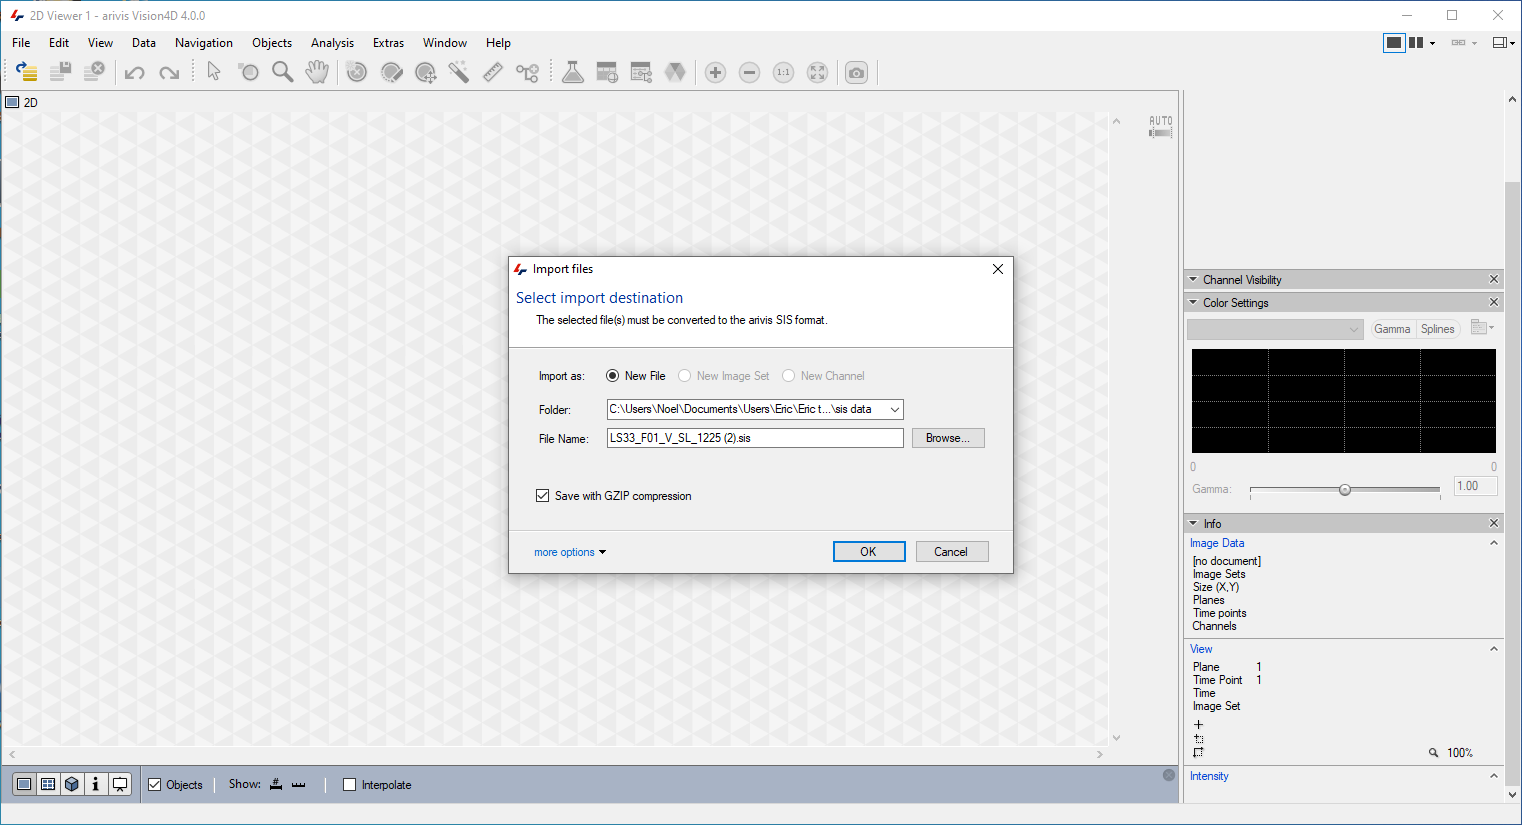 2D Viewer 1 - arivis Vision4D 4.0.0
File Edit View Data Navigation Objects Analysis Extras Window Help
1:1
2D
AUTO
Import files
Select import destination
The selected file(s) must be converted to the arivis SIS format.
Import as: New File New Image Set New Channel
Folder: C:\Users\Noel\Documents\Users\Eric\Eric t...\sis data
File Name: LS33_F01_V_SL_1225 (2).sis Browse...
Save with GZIP compression
more options OK Cancel
Channel Visibility
Color Settings
Gamma Splines
0 0
Gamma: 1.00
Info
Image Data
[no document]
Image Sets
Size (X,Y)
Planes
Time points
Channels
View
Plane 1
Time Point 1
Time
Image Set
100%
Intensity
Objects Show: Interpolate